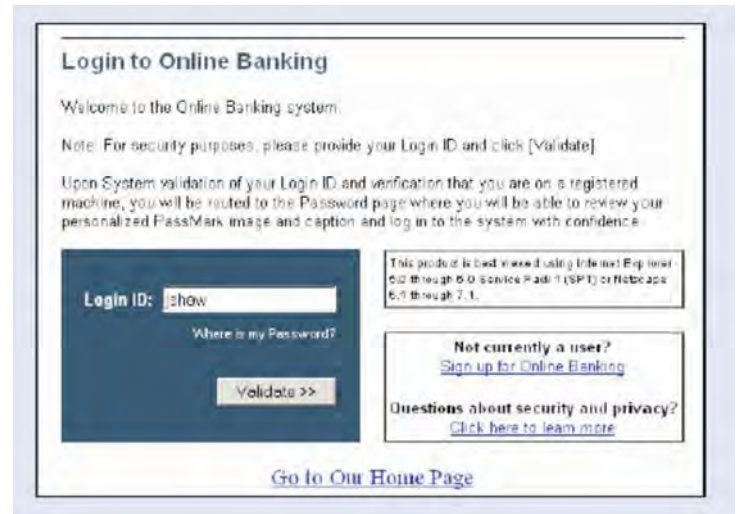 Login to Online Banking
Welcome to the Online Banking system.
Note: For security purposes, please provide your Login ID and click [Validate]
Upon System validation of your Login ID and verification that you are on a registered
machine, you will be routed to the Password page where you will be able to review your
personalized PassMark image and caption and log in to the system with confidence.
This product is best viewed using Internet Explorer
5.0 through 6.0 Service Pack 1 (SP1) or Netscape
6.1 through 7.1.
Login ID: show
Where is my Password?
Validate >>
Not currently a user?
Sign up for Online Banking
Questions about security and privacy?
Click here to learn more
Go to Our Home Page